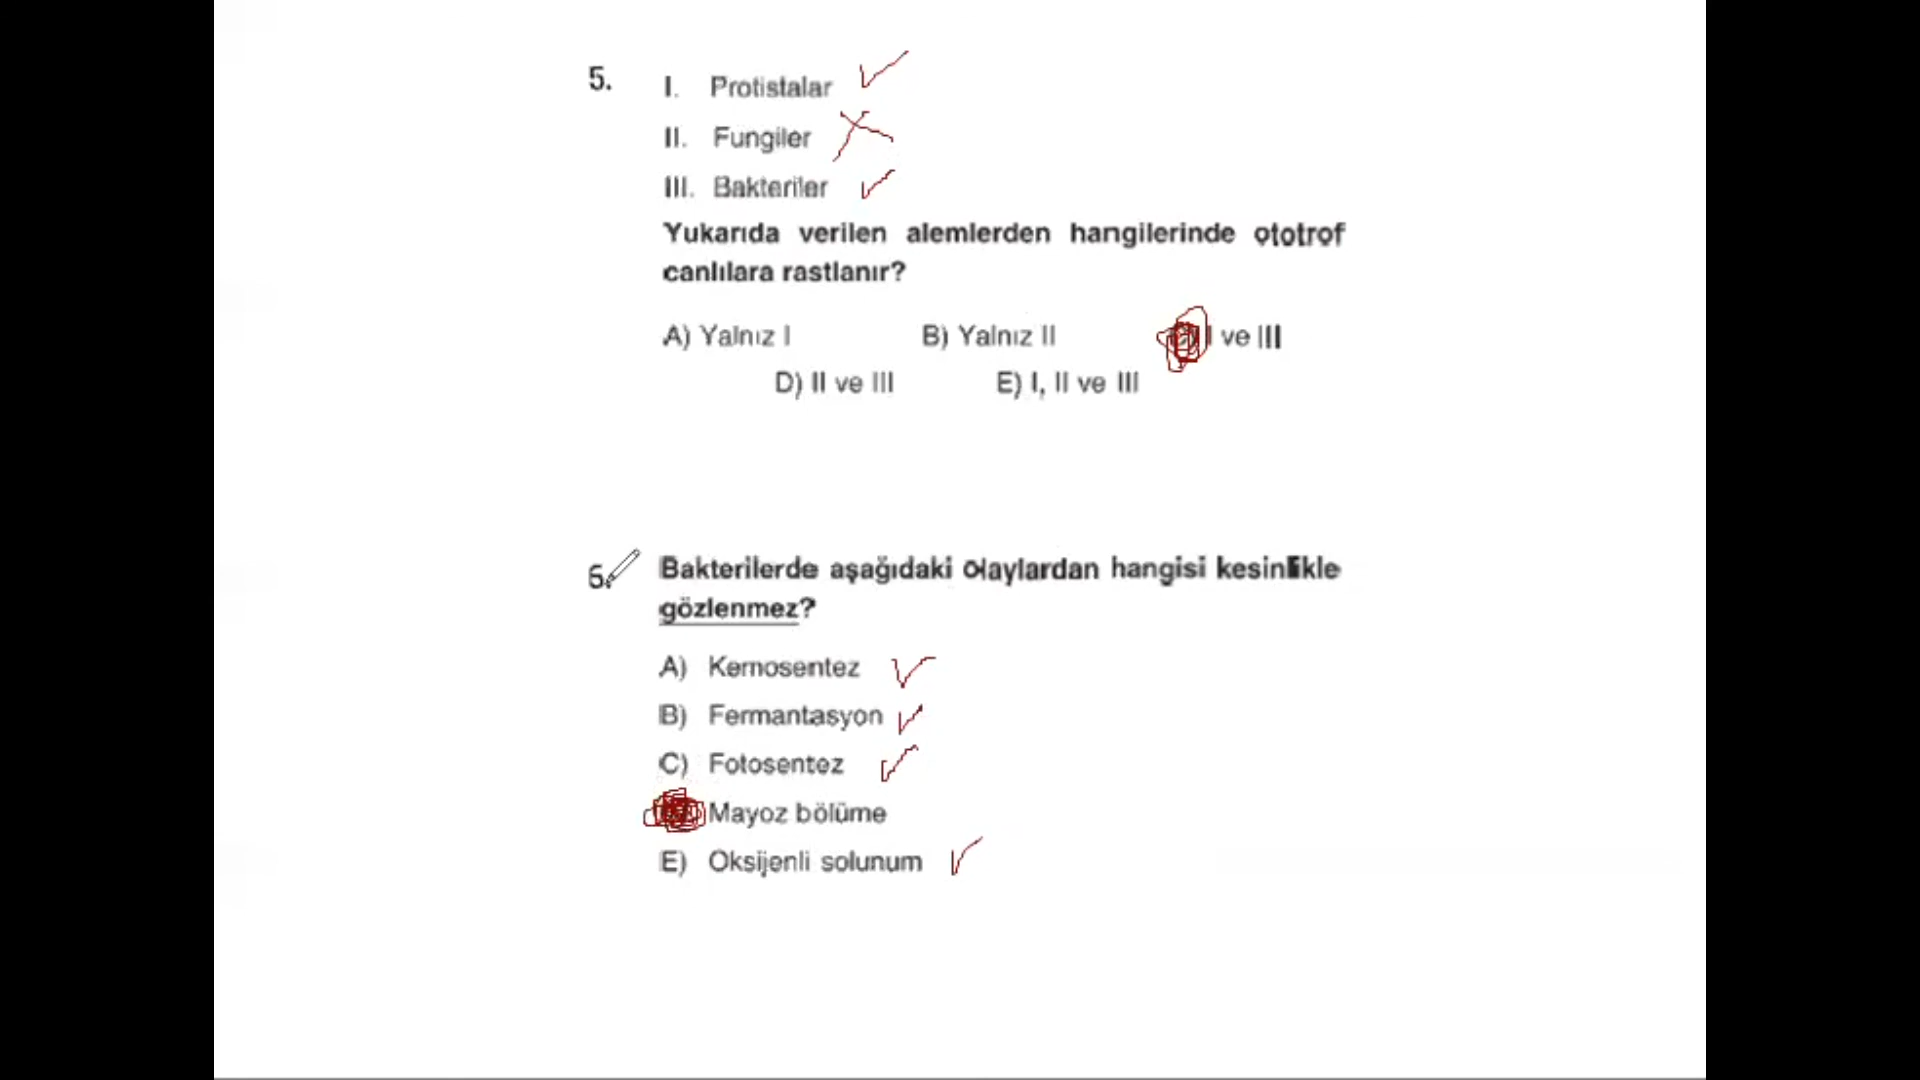 5. I. Protistalar
II. Fungiler
III. Bakteriler
Yukarıda verilen alemlerden hangilerinde ototrof
canlılara rastlanır?
A) Yalnız I B) Yalnız II I ve III
D) II ve III E) I, II ve III
6. Bakterilerde aşağıdaki olaylardan hangisi kesinlikle
gözlenmez?
A) Kemosentez
B) Fermantasyon
C) Fotosentez
Mayoz bölüme
E) Oksijenli solunum